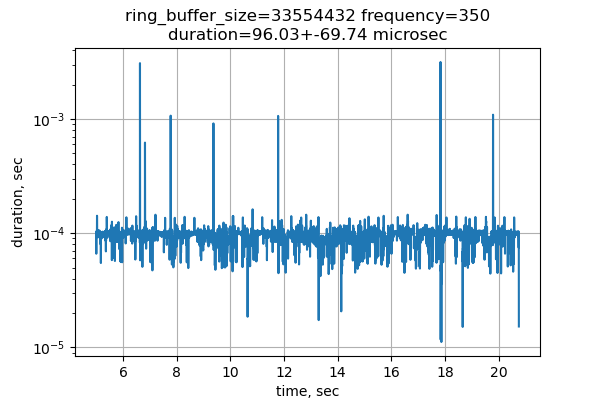 ring_buffer_size=33554432 frequency=350
duration=96.03+-69.74 microsec
10⁻³
10⁻⁴
10⁻⁵
duration, sec
6 8 10 12 14 16 18 20
time, sec